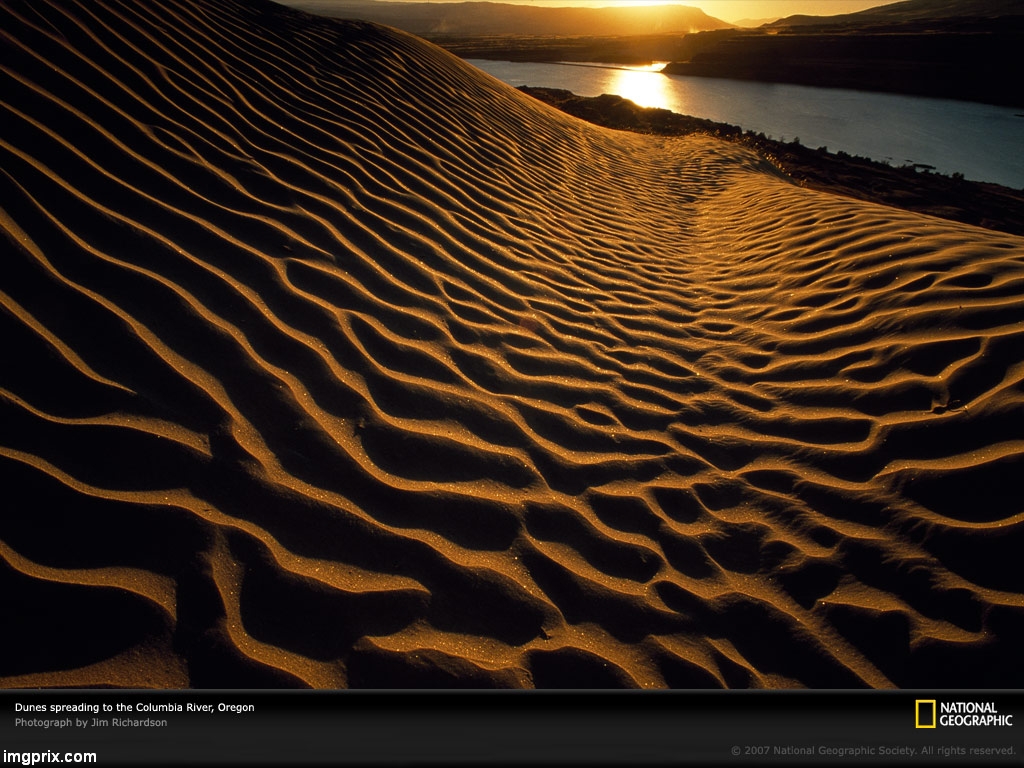 Dunes spreading to the Columbia River, Oregon
Photograph by Jim Richardson
NATIONAL
GEOGRAPHIC
© 2007 National Geographic Society. All rights reserved.
imgprix.com